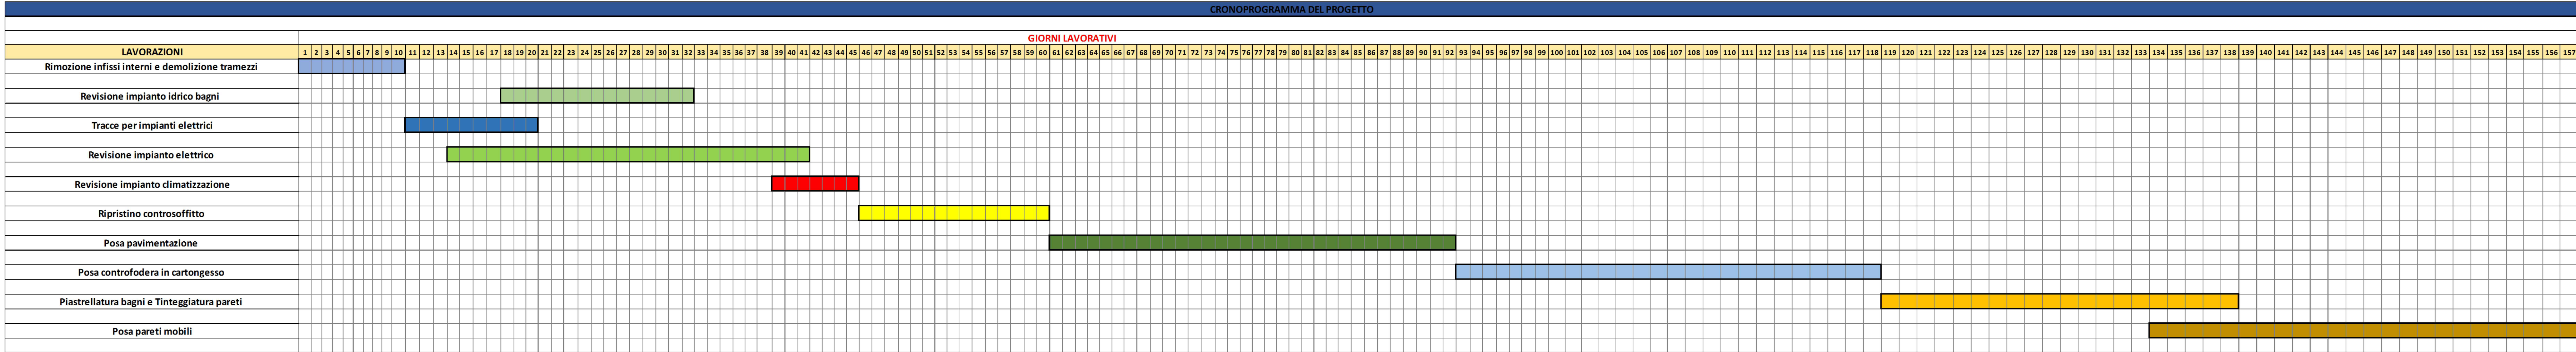 CRONOPROGRAMMA DEL PROGETTO
GIORNI LAVORATIVI
LAVORAZIONI 1 2 3 4 5 6 7 8 9 10 11 12 13 14 15 16 17 18 19 20 21 22 23 24 25 26 27 28 29 30 31 32 33 34 35 36 37 38 39 40 41 42 43 44 45 46 47 48 49 50 51 52 53 54 55 56 57 58 59 60 61 62 63 64 65 66 67 68 69 70 71 72 73 74 75 76 77 78 79 80 81 82 83 84 85 86 87 88 89 90 91 92 93 94 95 96 97 98 99 100 101 102 103 104 105 106 107 108 109 110 111 112 113 114 115 116 117 118 119 120 121 122 123 124 125 126 127 128 129 130 131 132 133 134 135 136 137 138 139 140 141 142 143 144 145 146 147 148 149 150 151 152 153 154 155 156 157
Rimozione infissi interni e demolizione tramezzi
Revisione impianto idrico bagni
Tracce per impianti elettrici
Revisione impianto elettrico
Revisione impianto climatizzazione
Ripristino controsoffitto
Posa pavimentazione
Posa controfodera in cartongesso
Piastrellatura bagni e Tinteggiatura pareti
Posa pareti mobili